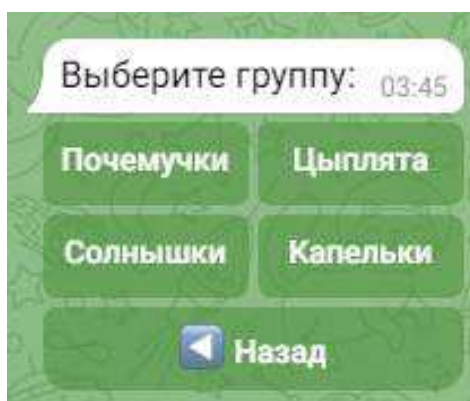 Выберите группу: 03:45
Почемучки Цыплята
Солнышки Капельки
◀️ Назад